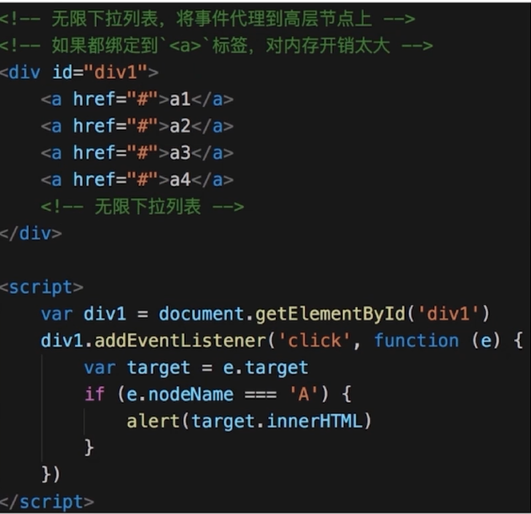 <!-- 无限下拉列表，将事件代理到高层节点上 -->
<!-- 如果都绑定到`<a>`标签，对内存开销太大 -->
<div id="div1">
    <a href="#">a1</a>
    <a href="#">a2</a>
    <a href="#">a3</a>
    <a href="#">a4</a>
    <!-- 无限下拉列表 -->
</div>

<script>
    var div1 = document.getElementById('div1')
    div1.addEventListener('click', function (e) {
        var target = e.target
        if (e.nodeName === 'A') {
            alert(target.innerHTML)
        }
    })
</script>